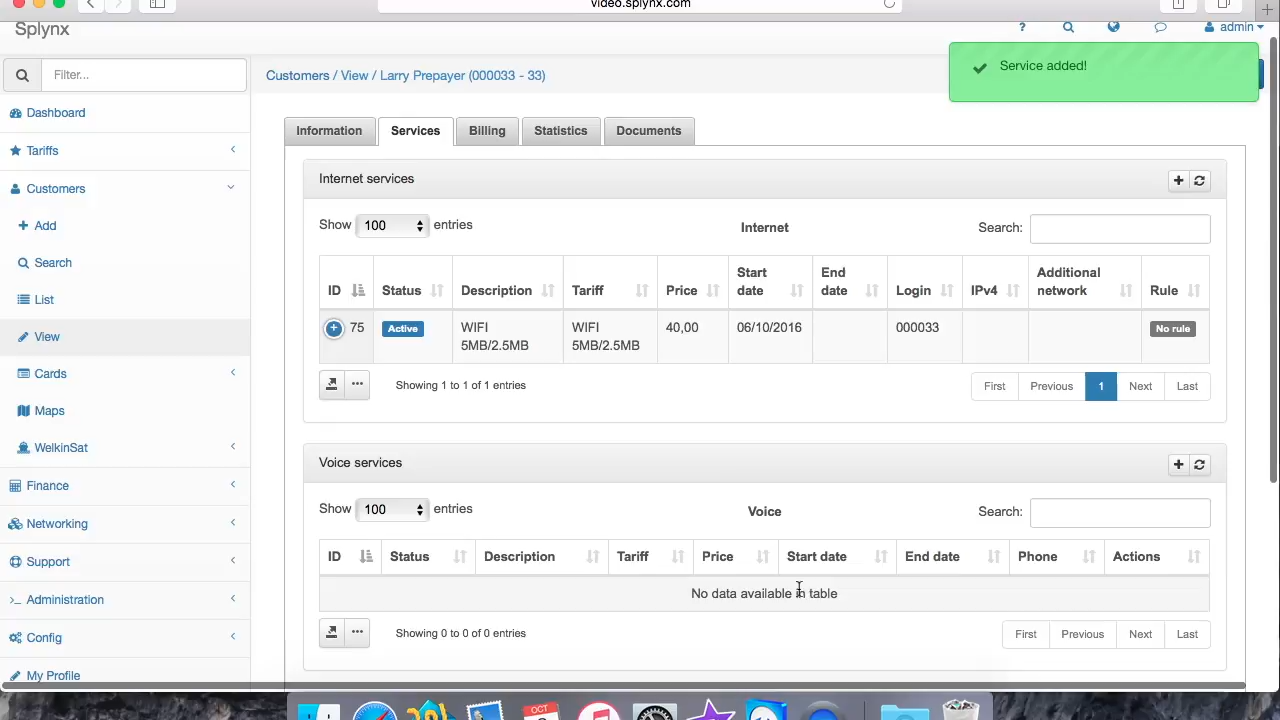 video.splynx.com
Splynx
? admin
Filter...
Customers / View / Larry Prepayer (000033 - 33)
Service added!
Dashboard
Tariffs
Customers
Add
Search
List
View
Cards
Maps
WelkinSat
Finance
Networking
Support
Administration
Config
My Profile
Information Services Billing Statistics Documents
Internet services
Show 100 entries Internet Search:
ID Status Description Tariff Price Start date End date Login IPv4 Additional network Rule
75 Active WIFI 5MB/2.5MB WIFI 5MB/2.5MB 40,00 06/10/2016 000033 No rule
Showing 1 to 1 of 1 entries First Previous 1 Next Last
Voice services
Show 100 entries Voice Search:
ID Status Description Tariff Price Start date End date Phone Actions
No data available in table
Showing 0 to 0 of 0 entries First Previous Next Last
OCT